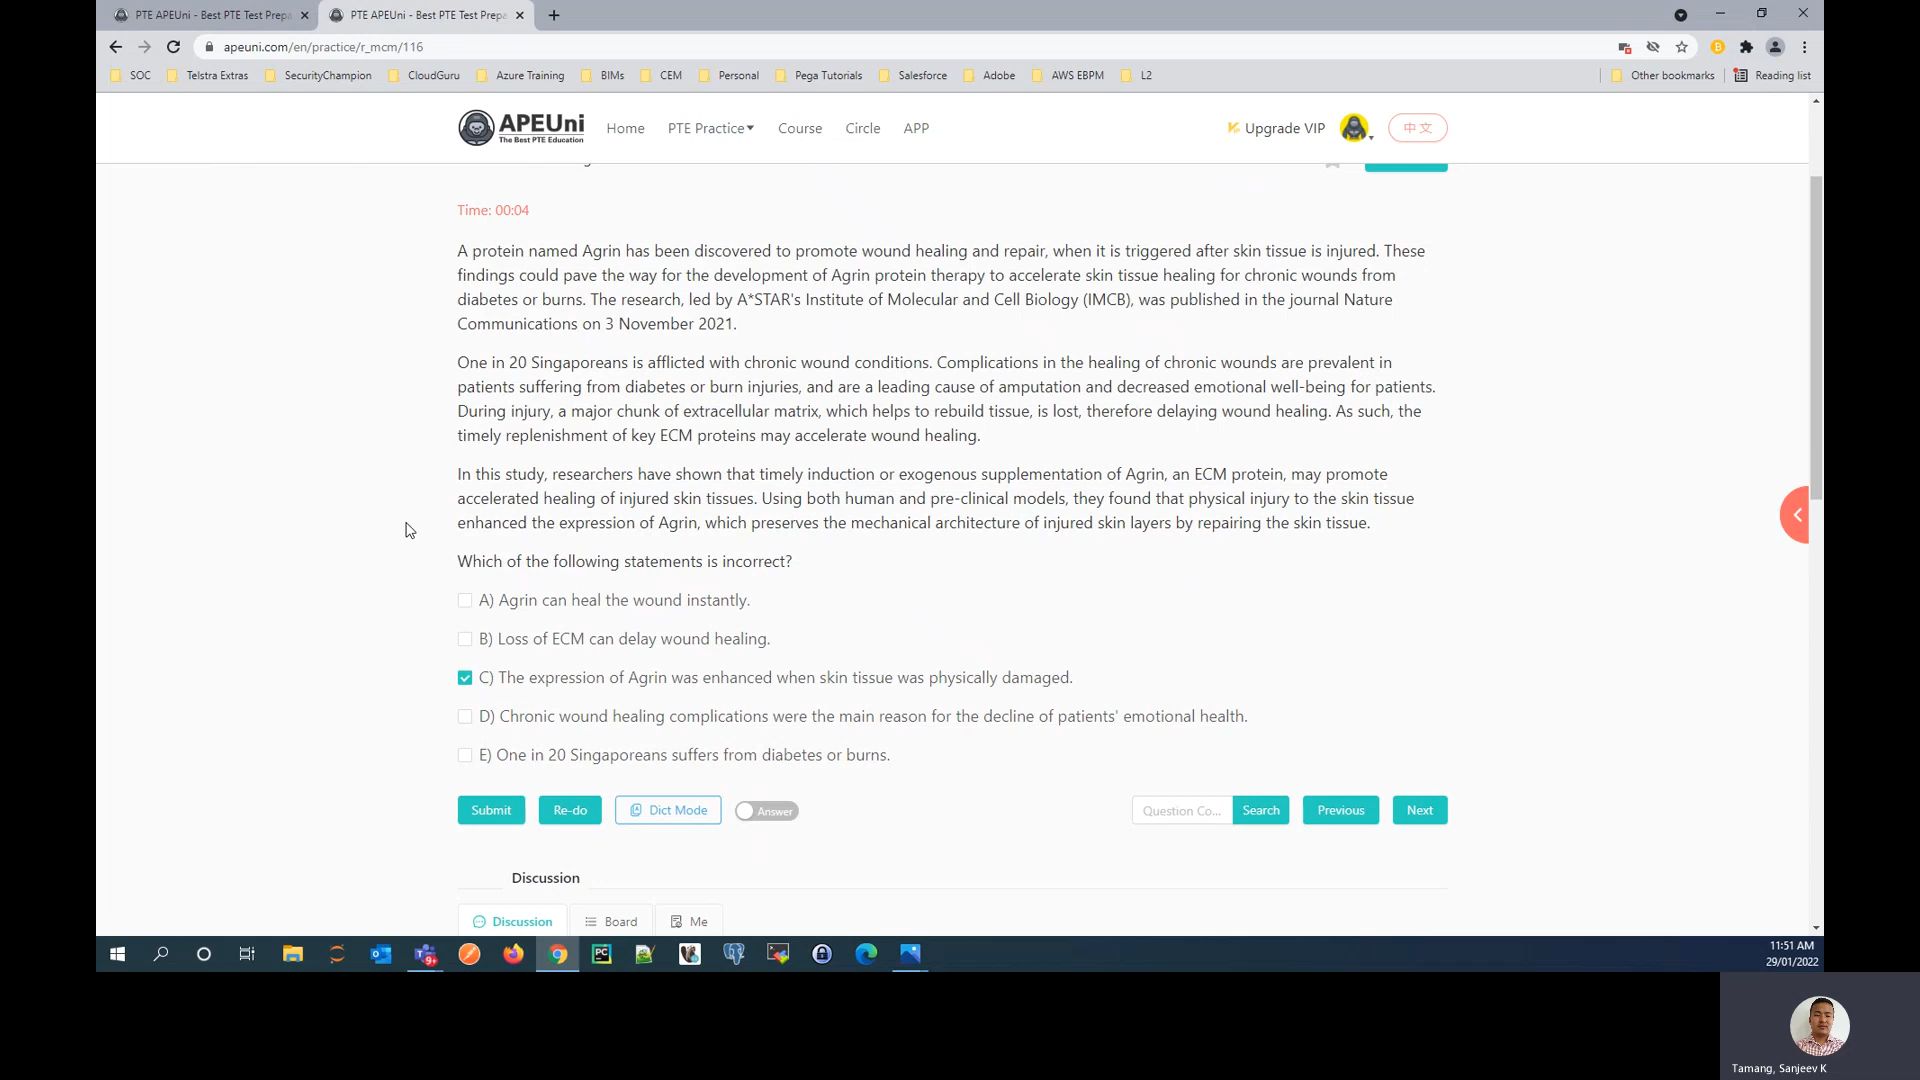 PTE APEUni - Best PTE Test Prepa
PTE APEUni - Best PTE Test Prepa
apeuni.com/en/practice/r_mcm/116
SOC
Telstra Extras
SecurityChampion
CloudGuru
Azure Training
BIMs
CEM
Personal
Pega Tutorials
Salesforce
Adobe
AWS EBPM
L2
Other bookmarks
Reading list
APEUni
The Best PTE Education
Home
PTE Practice
Course
Circle
APP
Upgrade VIP
中 文
Time: 00:04
A protein named Agrin has been discovered to promote wound healing and repair, when it is triggered after skin tissue is injured. These
findings could pave the way for the development of Agrin protein therapy to accelerate skin tissue healing for chronic wounds from
diabetes or burns. The research, led by A*STAR's Institute of Molecular and Cell Biology (IMCB), was published in the journal Nature
Communications on 3 November 2021.
One in 20 Singaporeans is afflicted with chronic wound conditions. Complications in the healing of chronic wounds are prevalent in
patients suffering from diabetes or burn injuries, and are a leading cause of amputation and decreased emotional well-being for patients.
During injury, a major chunk of extracellular matrix, which helps to rebuild tissue, is lost, therefore delaying wound healing. As such, the
timely replenishment of key ECM proteins may accelerate wound healing.
In this study, researchers have shown that timely induction or exogenous supplementation of Agrin, an ECM protein, may promote
accelerated healing of injured skin tissues. Using both human and pre-clinical models, they found that physical injury to the skin tissue
enhanced the expression of Agrin, which preserves the mechanical architecture of injured skin layers by repairing the skin tissue.
Which of the following statements is incorrect?
A) Agrin can heal the wound instantly.
B) Loss of ECM can delay wound healing.
C) The expression of Agrin was enhanced when skin tissue was physically damaged.
D) Chronic wound healing complications were the main reason for the decline of patients' emotional health.
E) One in 20 Singaporeans suffers from diabetes or burns.
Submit
Re-do
Dict Mode
Answer
Question Co...
Search
Previous
Next
Discussion
Discussion
Board
Me
9+
PC
11:51 AM
29/01/2022
Tamang, Sanjeev K